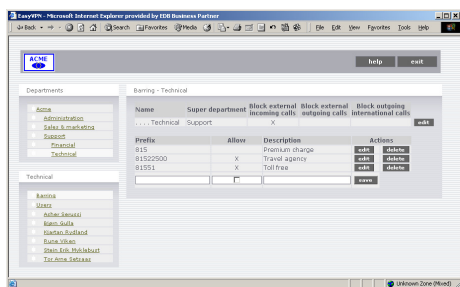 EasyVPN - Microsoft Internet Explorer provided by EDB Business Partner
Back Search Favorites Media File Edit View Favorites Tools Help
ACME
help exit
Departments
Acme
Administration
Sales & marketing
Support
Financial
Technical
Technical
Barring
Users
Asher Senussi
Bjørn Gulla
Kjartan Rydland
Rune Viken
Stein Erik Myklebust
Tor Arne Setsaas
Barring - Technical
Name Super department Block external incoming calls Block external outgoing calls Block outgoing international calls
. . . . Technical Support X edit
Prefix Allow Description Actions
815 Premium charge edit delete
81522500 X Travel agency edit delete
81551 X Toll free edit delete
save
Unknown Zone (Mixed)